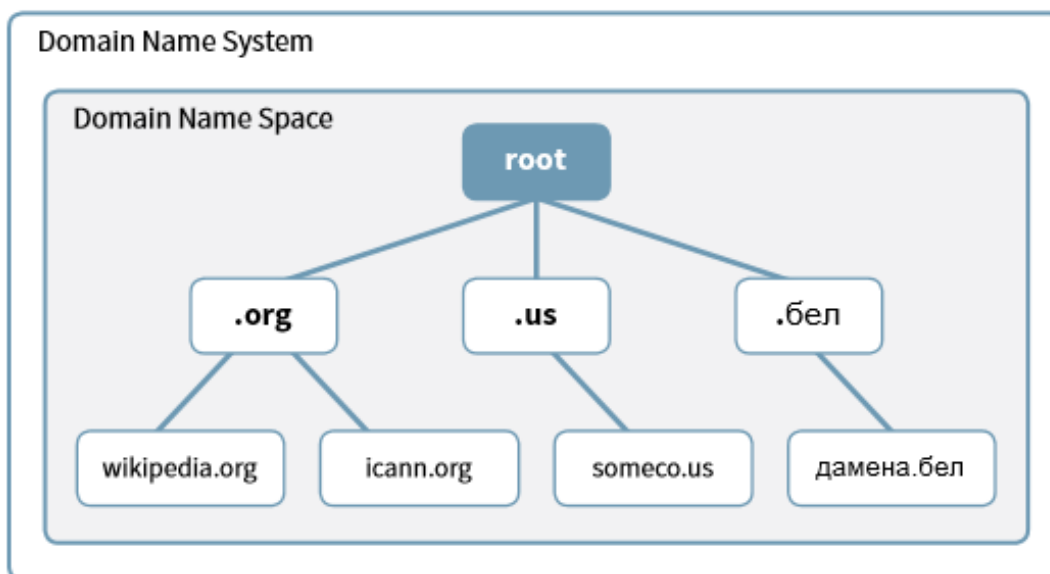 Domain Name System
Domain Name Space
root
.org
.us
.бел
wikipedia.org
icann.org
someco.us
дамена.бел